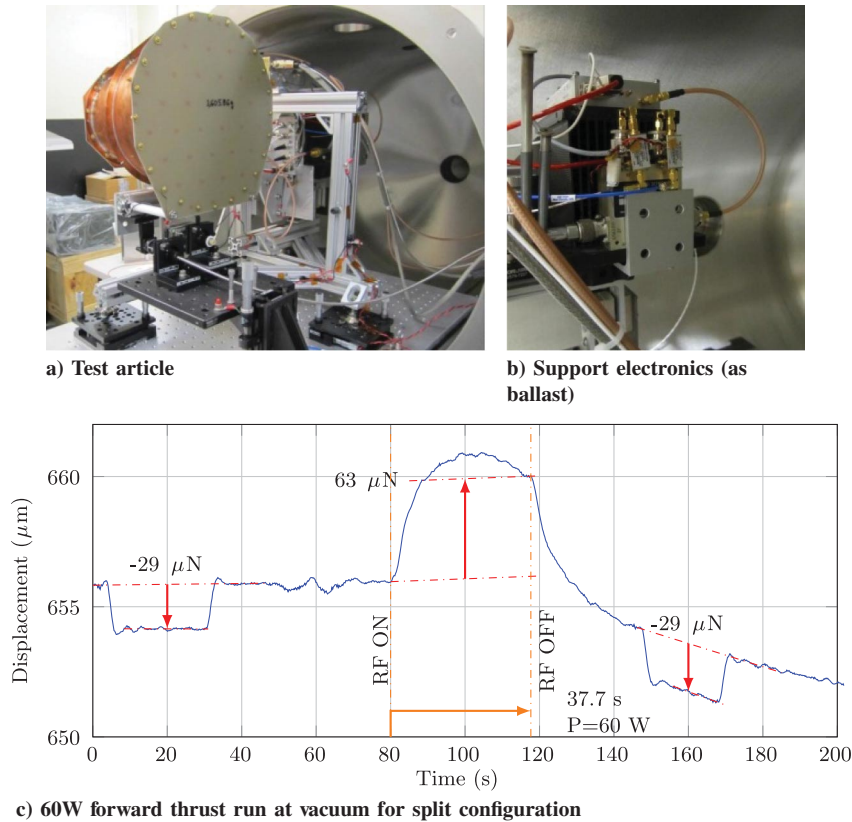 a) Test article
b) Support electronics (as
ballast)
660
655
650
Displacement (μm)
-29 μN
63 μN
RF ON
RF OFF
-29 μN
37.7 s
P=60 W
0 20 40 60 80 100 120 140 160 180 200
Time (s)
c) 60W forward thrust run at vacuum for split configuration